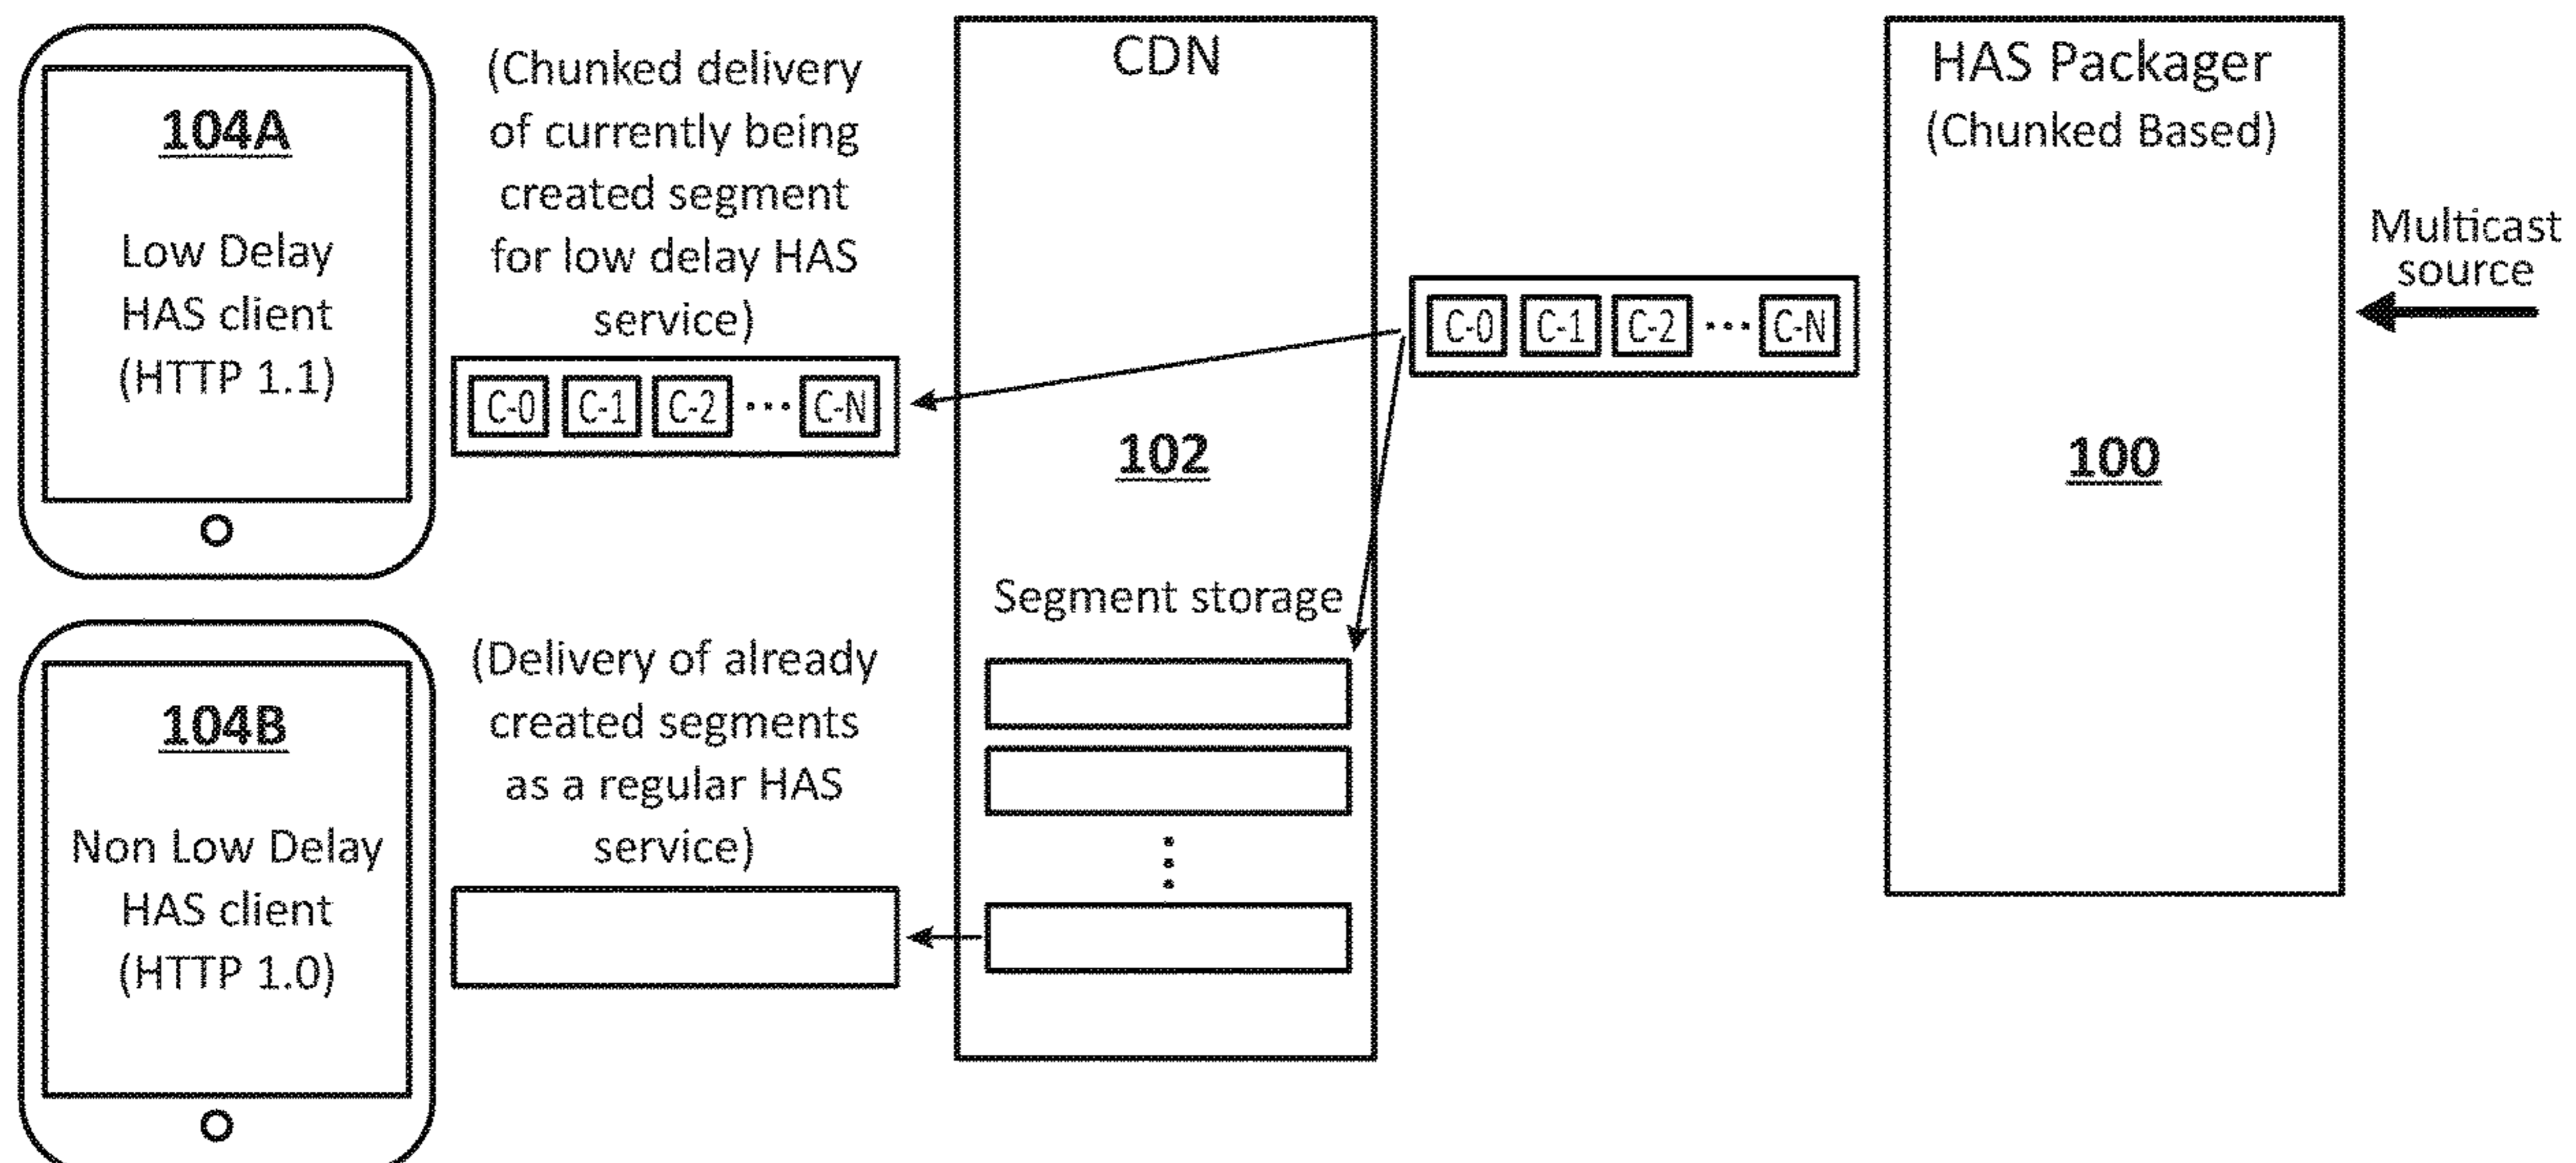 104A
Low Delay
HAS client
(HTTP 1.1)
(Chunked delivery
of currently being
created segment
for low delay HAS
service)
C-0 C-1 C-2 ••• C-N
CDN
102
Segment storage
C-0 C-1 C-2 ••• C-N
HAS Packager
(Chunked Based)
100
Multicast
source
104B
Non Low Delay
HAS client
(HTTP 1.0)
(Delivery of already
created segments
as a regular HAS
service)